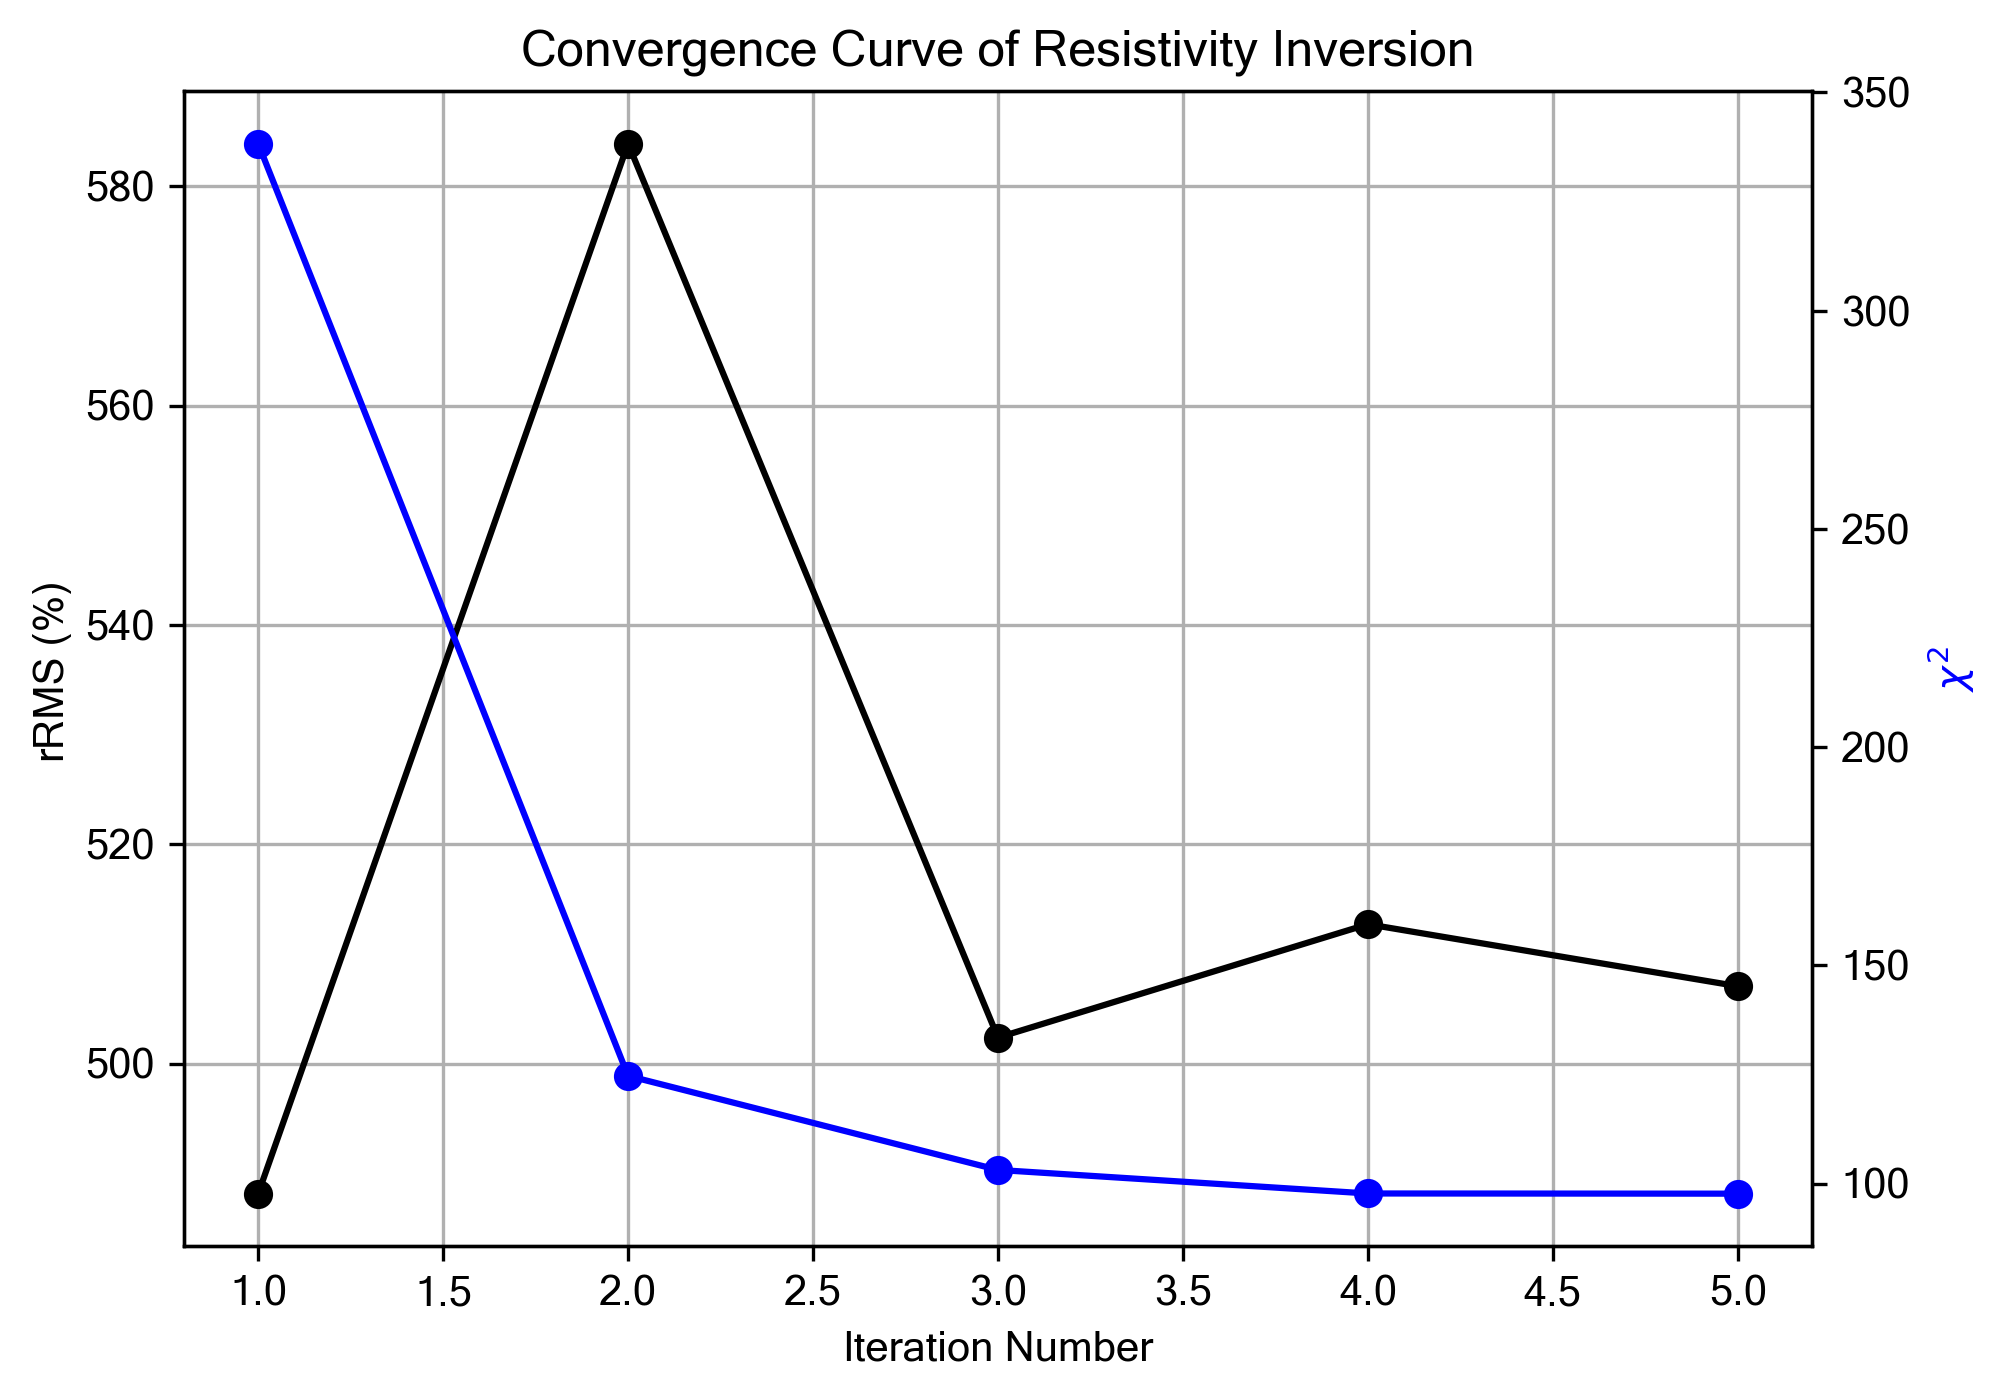 Convergence Curve of Resistivity Inversion
rRMS (%)
580
560
540
520
500
350
300
250
200
150
100
χ²
1.0 1.5 2.0 2.5 3.0 3.5 4.0 4.5 5.0
Iteration Number